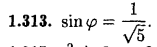 1.313. sin φ = 1/√5.